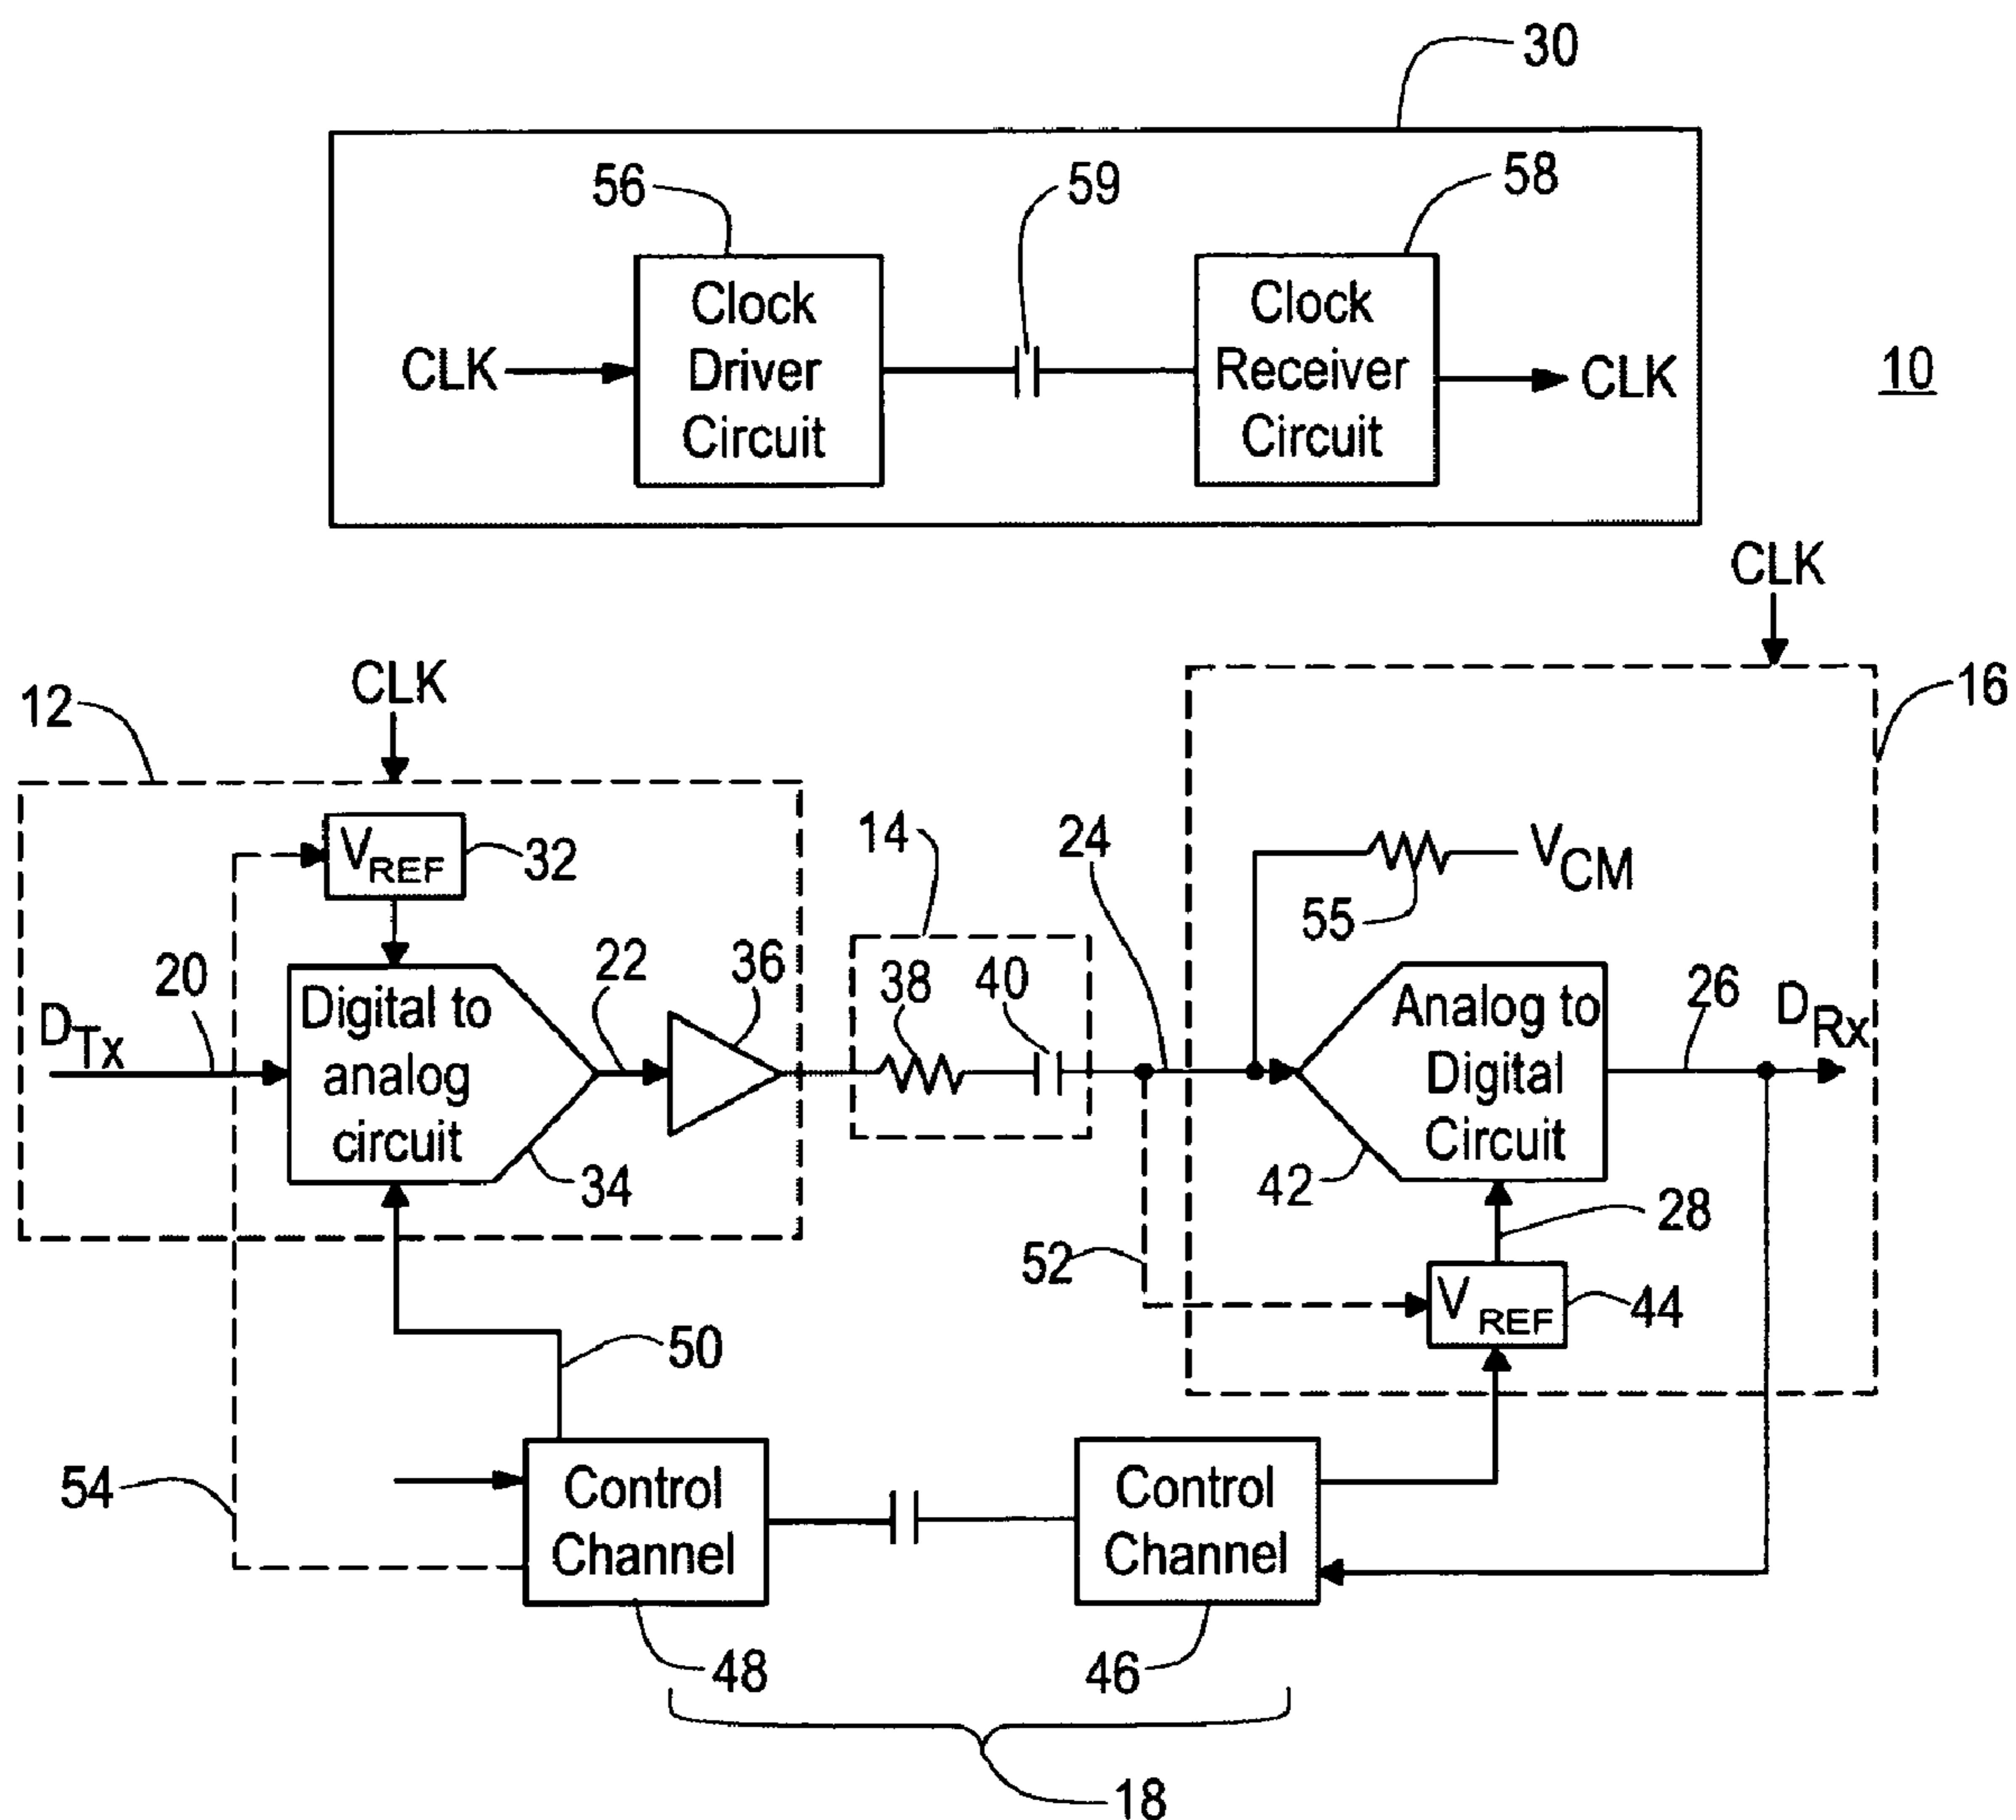 30
56
59
58
Clock
Driver
Circuit
Clock
Receiver
Circuit
CLK
CLK
10
CLK
CLK
12
16
VREF
32
14
24
VCM
55
20
22
36
38
40
26
DTx
Digital to
analog
circuit
34
Analog to
Digital
Circuit
42
DRx
28
52
VREF
44
50
54
Control
Channel
Control
Channel
48
46
18